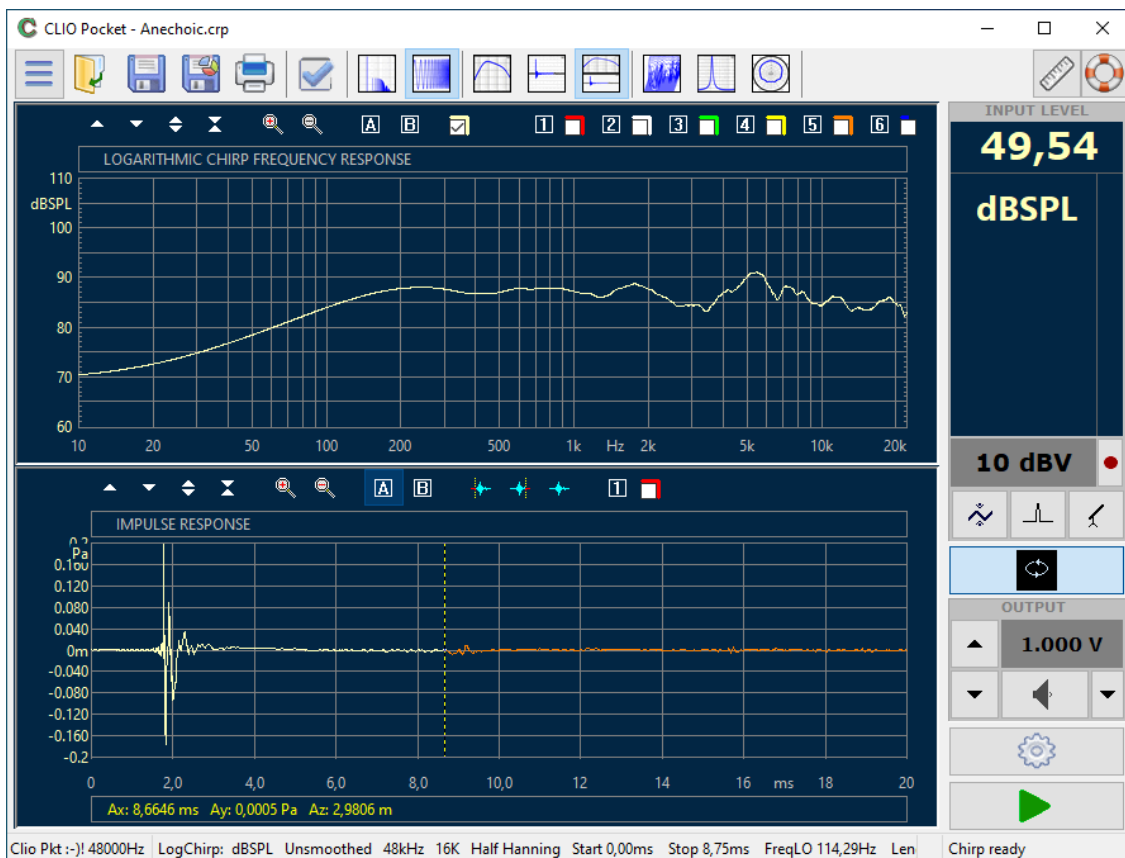 CLIO Pocket - Anechoic.crp
INPUT LEVEL
49,54
dBSPL
A B 1 2 3 4 5 6
LOGARITHMIC CHIRP FREQUENCY RESPONSE
110
dBSPL
100
90
80
70
60
10 20 50 100 200 500 1k Hz 2k 5k 10k 20k
10 dBV
A B 1
IMPULSE RESPONSE
0.2
Pa
0.160
0.120
0.080
0.040
0m
-0.040
-0.080
-0.120
-0.160
-0.2
0 2,0 4,0 6,0 8,0 10,0 12 14 16 ms 18 20
Ax: 8,6646 ms Ay: 0,0005 Pa Az: 2,9806 m
OUTPUT
1.000 V
Clio Pkt :-)! 48000Hz LogChirp: dBSPL Unsmoothed 48kHz 16K Half Hanning Start 0,00ms Stop 8,75ms FreqLO 114,29Hz Len Chirp ready